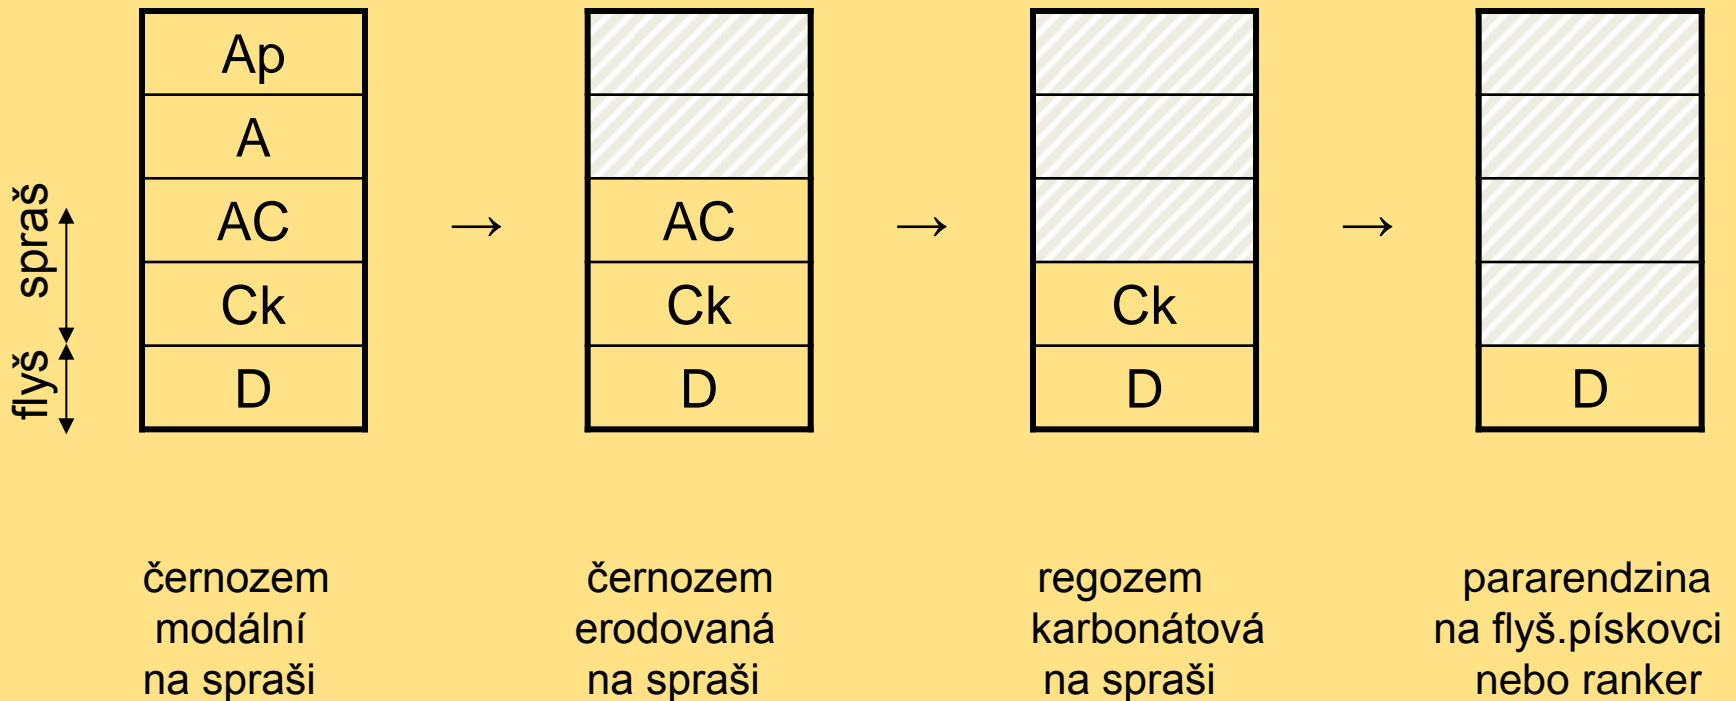 Ap
A
AC
Ck
D
spraš
flyš
→
AC
Ck
D
→
Ck
D
→
D
černozem
modální
na spraši
černozem
erodovaná
na spraši
regozem
karbonátová
na spraši
pararendzina
na flyš.pískovci
nebo ranker